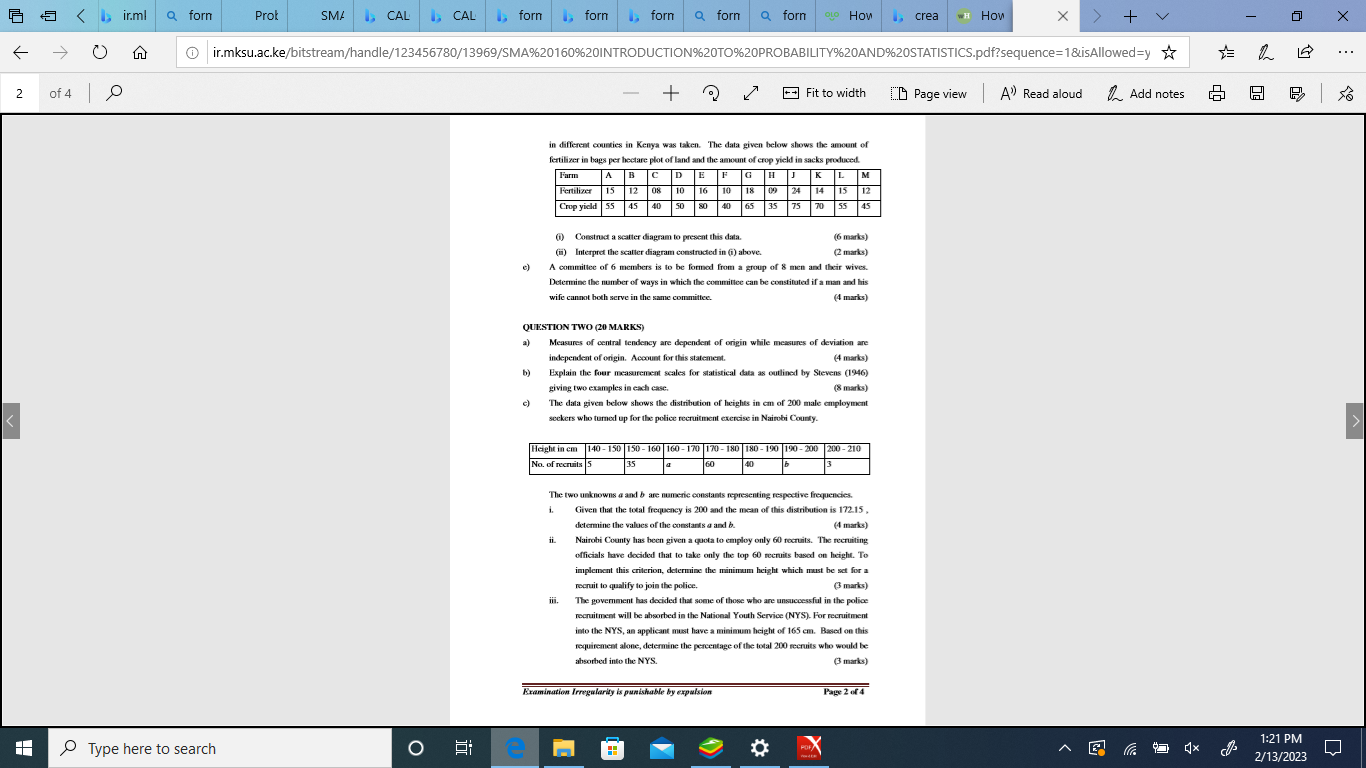 ir.ml
forn
Prob
SMA
CAL
CAL
forn
forn
forn
forn
forn
How
crea
wH
How
ir.mksu.ac.ke/bitstream/handle/123456780/13969/SMA%20160%20INTRODUCTION%20TO%20PROBABILITY%20AND%20STATISTICS.pdf?sequence=1&isAllowed=y
2 of 4
Fit to width
Page view
Read aloud
Add notes
in different counties in Kenya was taken. The data given below shows the amount of
fertilizer in bags per hectare plot of land and the amount of crop yield in sacks produced.
Farm A B C D E F G H J K L M
Fertilizer 15 12 08 10 16 10 18 09 24 14 15 12
Crop yield 55 45 40 50 80 40 65 35 75 70 55 45
(i) Construct a scatter diagram to present this data. (6 marks)
(ii) Interpret the scatter diagram constructed in (i) above. (2 marks)
e) A committee of 6 members is to be formed from a group of 8 men and their wives.
Determine the number of ways in which the committee can be constituted if a man and his
wife cannot both serve in the same committee. (4 marks)
QUESTION TWO (20 MARKS)
a) Measures of central tendency are dependent of origin while measures of deviation are
independent of origin. Account for this statement. (4 marks)
b) Explain the four measurement scales for statistical data as outlined by Stevens (1946)
giving two examples in each case. (8 marks)
c) The data given below shows the distribution of heights in cm of 200 male employment
seekers who turned up for the police recruitment exercise in Nairobi County.
Height in cm 140 - 150 150 - 160 160 - 170 170 - 180 180 - 190 190 - 200 200 - 210
No. of recruits 5 35 a 60 40 b 3
The two unknowns a and b are numeric constants representing respective frequencies.
i. Given that the total frequency is 200 and the mean of this distribution is 172.15 ,
determine the values of the constants a and b. (4 marks)
ii. Nairobi County has been given a quota to employ only 60 recruits. The recruiting
officials have decided that to take only the top 60 recruits based on height. To
implement this criterion, determine the minimum height which must be set for a
recruit to qualify to join the police. (3 marks)
iii. The government has decided that some of those who are unsuccessful in the police
recruitment will be absorbed in the National Youth Service (NYS). For recruitment
into the NYS, an applicant must have a minimum height of 165 cm. Based on this
requirement alone, determine the percentage of the total 200 recruits who would be
absorbed into the NYS. (3 marks)
Examination Irregularity is punishable by expulsion Page 2 of 4
Type here to search
PDF
1:21 PM
2/13/2023